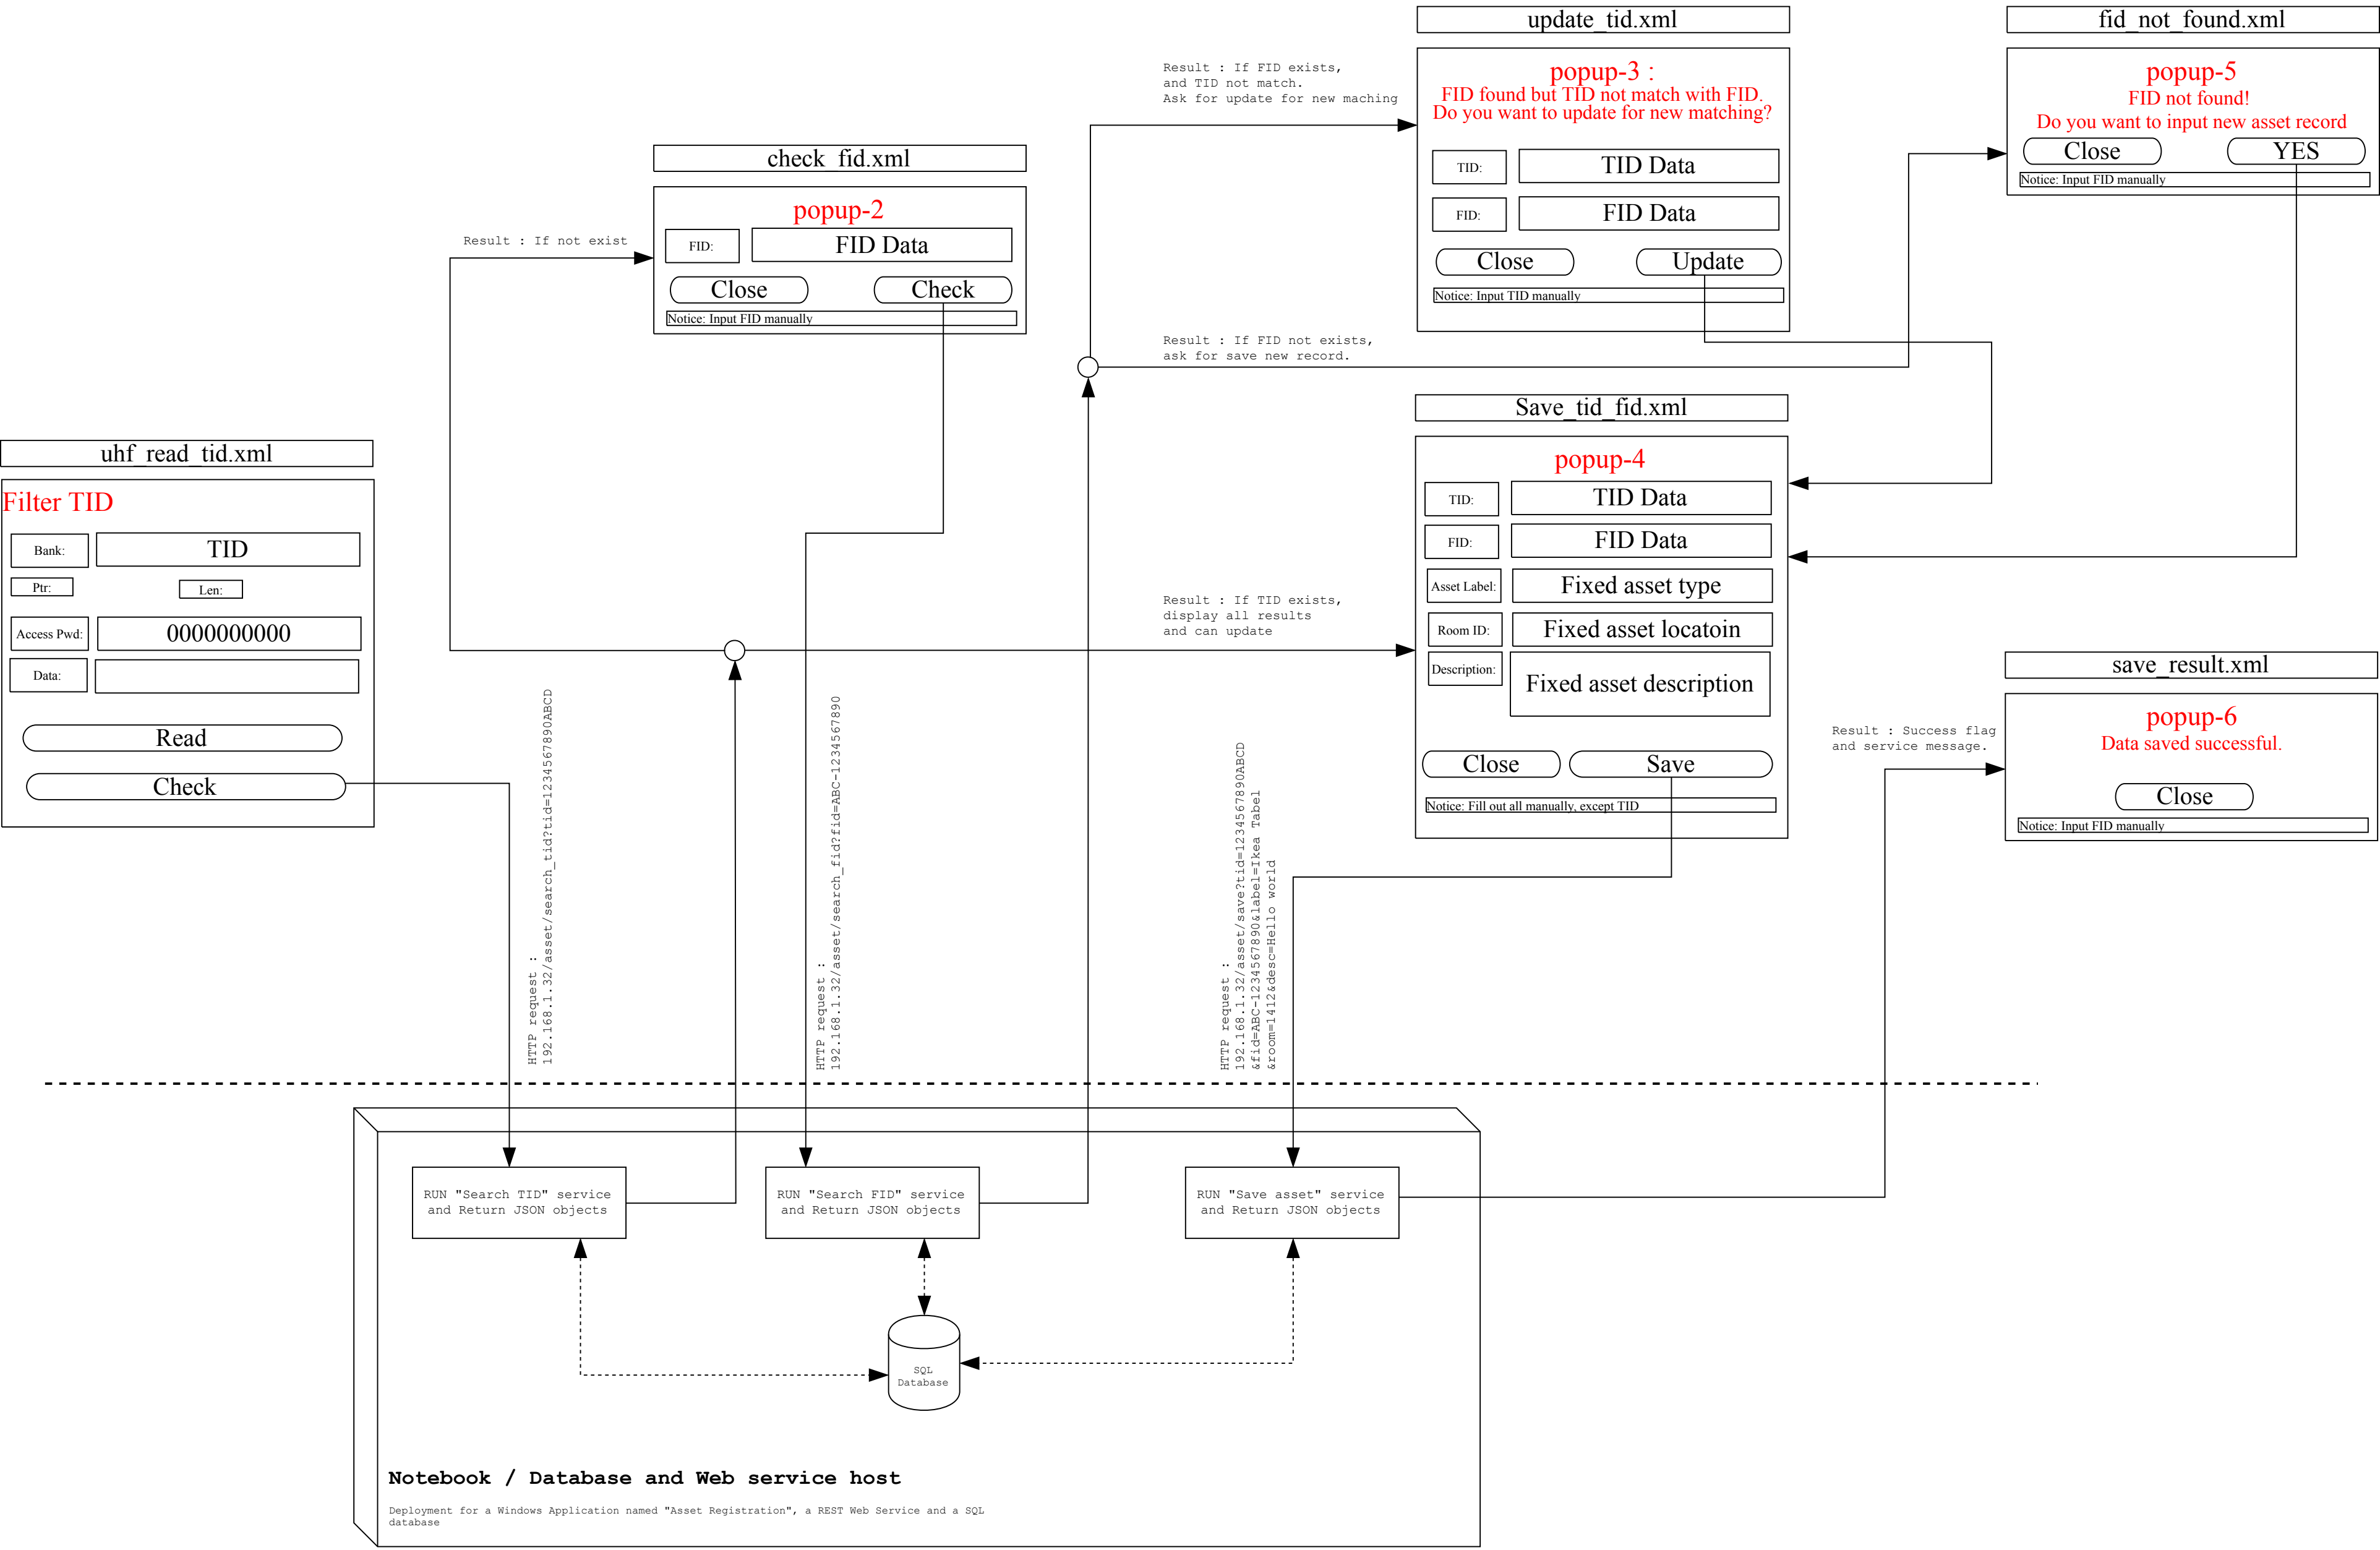 update_tid.xml
popup-3 :
FID found but TID not match with FID.
Do you want to update for new matching?
TID:
TID Data
FID:
FID Data
Close
Update
Notice: Input TID manually
fid_not_found.xml
popup-5
FID not found!
Do you want to input new asset record
Close
YES
Notice: Input FID manually
Result : If FID exists,
and TID not match.
Ask for update for new maching
check_fid.xml
popup-2
FID:
FID Data
Close
Check
Notice: Input FID manually
Result : If not exist
Result : If FID not exists,
ask for save new record.
uhf_read_tid.xml
Filter TID
Bank:
TID
Ptr:
Len:
Access Pwd:
0000000000
Data:
Read
Check
Save_tid_fid.xml
popup-4
TID:
TID Data
FID:
FID Data
Asset Label:
Fixed asset type
Room ID:
Fixed asset locatoin
Description:
Fixed asset description
Close
Save
Notice: Fill out all manually, except TID
Result : If TID exists,
display all results
and can update
save_result.xml
popup-6
Data saved successful.
Close
Notice: Input FID manually
Result : Success flag
and service message.
HTTP request :
192.168.1.32/asset/search_tid?tid=1234567890ABCD
HTTP request :
192.168.1.32/asset/search_fid?fid=ABC-1234567890
HTTP request :
192.168.1.32/asset/save?tid=1234567890ABCD
&fid=ABC-1234567890&label=Ikea Tabel
&room=1412&desc=Hello world
RUN "Search TID" service
and Return JSON objects
RUN "Search FID" service
and Return JSON objects
RUN "Save asset" service
and Return JSON objects
SQL
Database
Notebook / Database and Web service host
Deployment for a Windows Application named "Asset Registration", a REST Web Service and a SQL
database